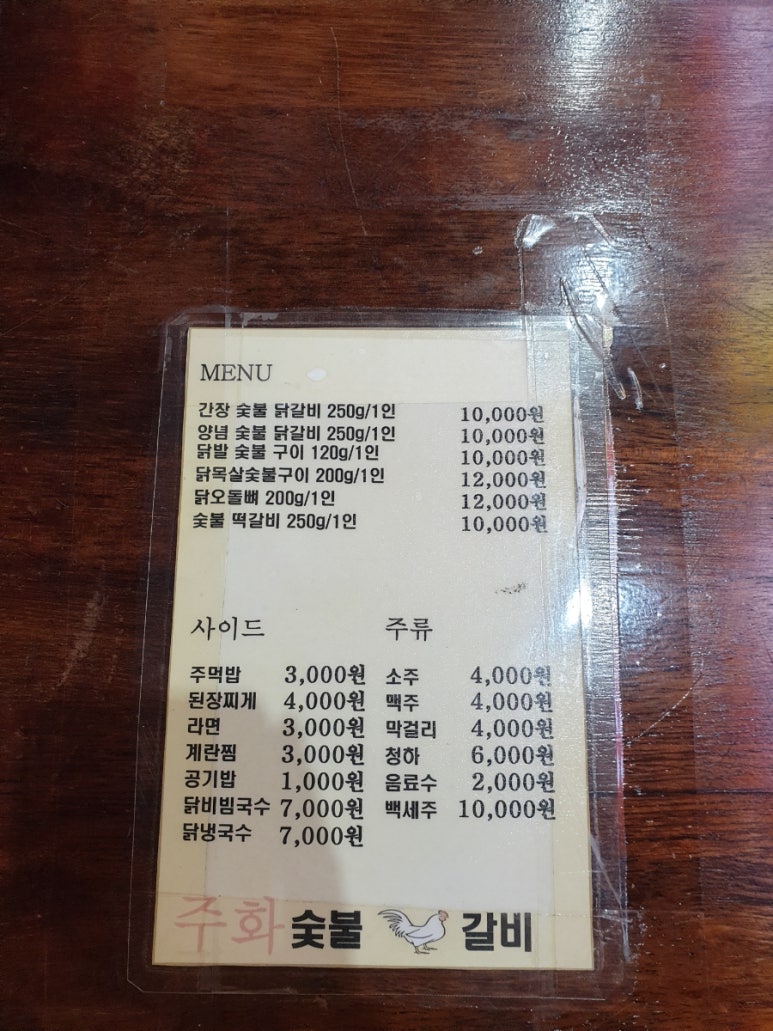 MENU
간장 숯불 닭갈비 250g/1인 10,000원
양념 숯불 닭갈비 250g/1인 10,000원
닭발 숯불 구이 120g/1인 10,000원
닭목살숯불구이 200g/1인 12,000원
닭오돌뼈 200g/1인 12,000원
숯불 떡갈비 250g/1인 10,000원
사이드
주먹밥 3,000원
된장찌게 4,000원
라면 3,000원
계란찜 3,000원
공기밥 1,000원
닭비빔국수 7,000원
닭냉국수 7,000원
주류
소주 4,000원
맥주 4,000원
막걸리 4,000원
청하 6,000원
음료수 2,000원
백세주 10,000원
주화 숯불 갈비